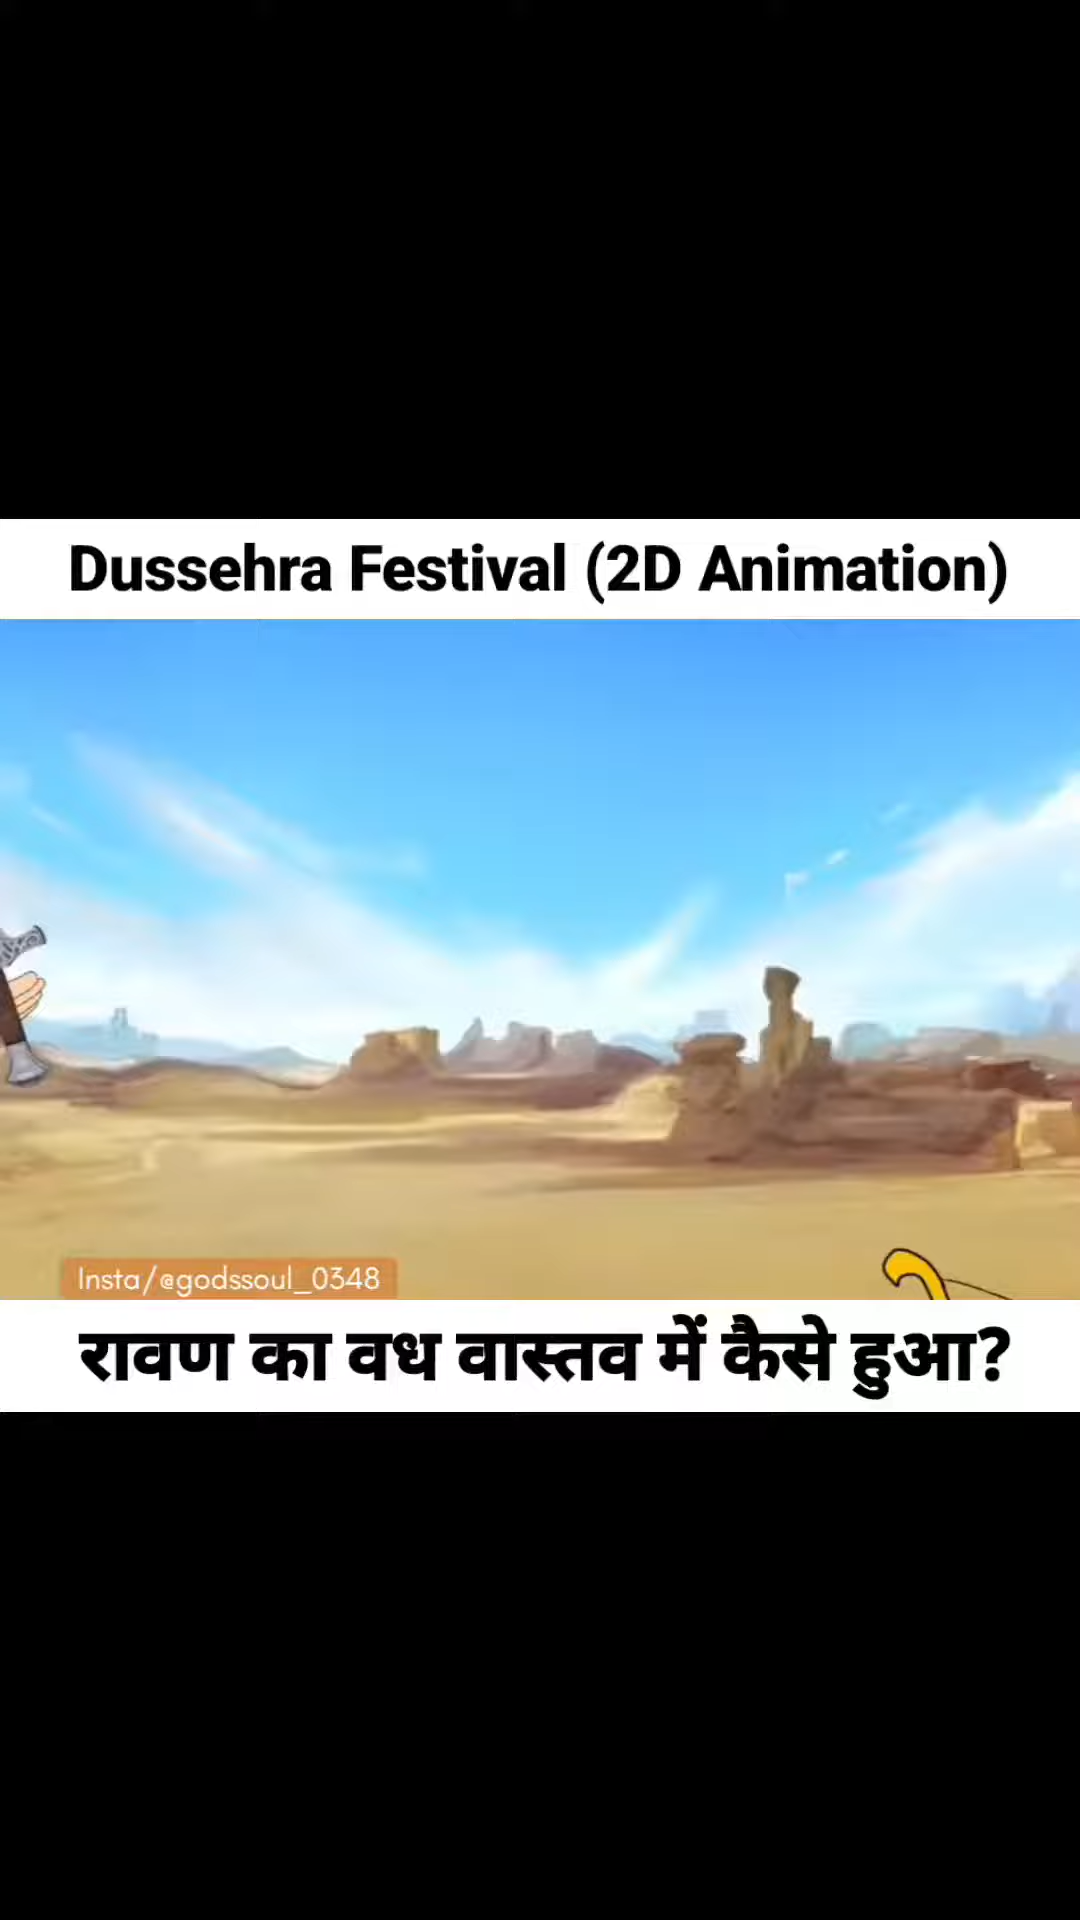 Dussehra Festival (2D Animation)
Insta/@godssoul_0348
रावण का वध वास्तव में कैसे हुआ?